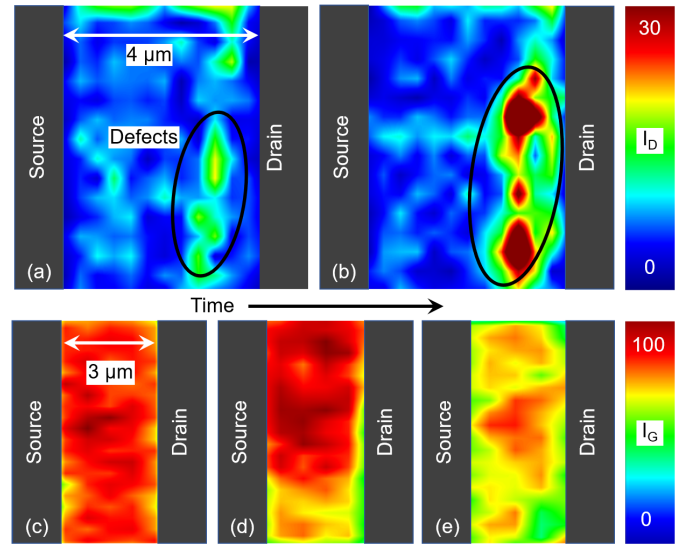 4 µm
Defects
Source
Drain
(a)
Source
Drain
(b)
30
I_D
0
Time
3 µm
Source
Drain
(c)
Source
Drain
(d)
Source
Drain
(e)
100
I_G
0